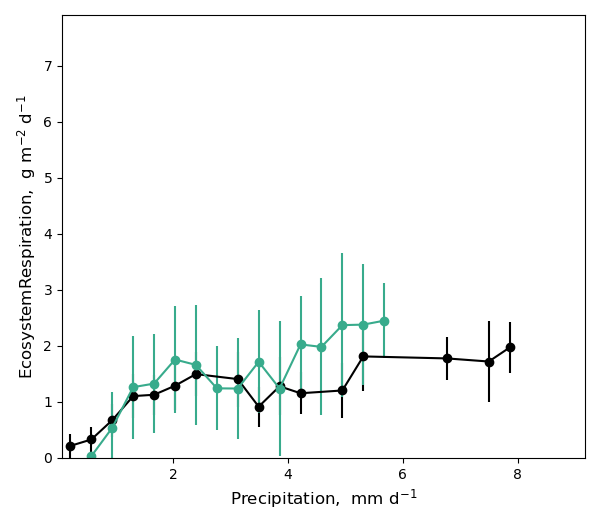 7
6
5
4
3
2
1
0
EcosystemRespiration, g m⁻² d⁻¹
2 4 6 8
Precipitation, mm d⁻¹